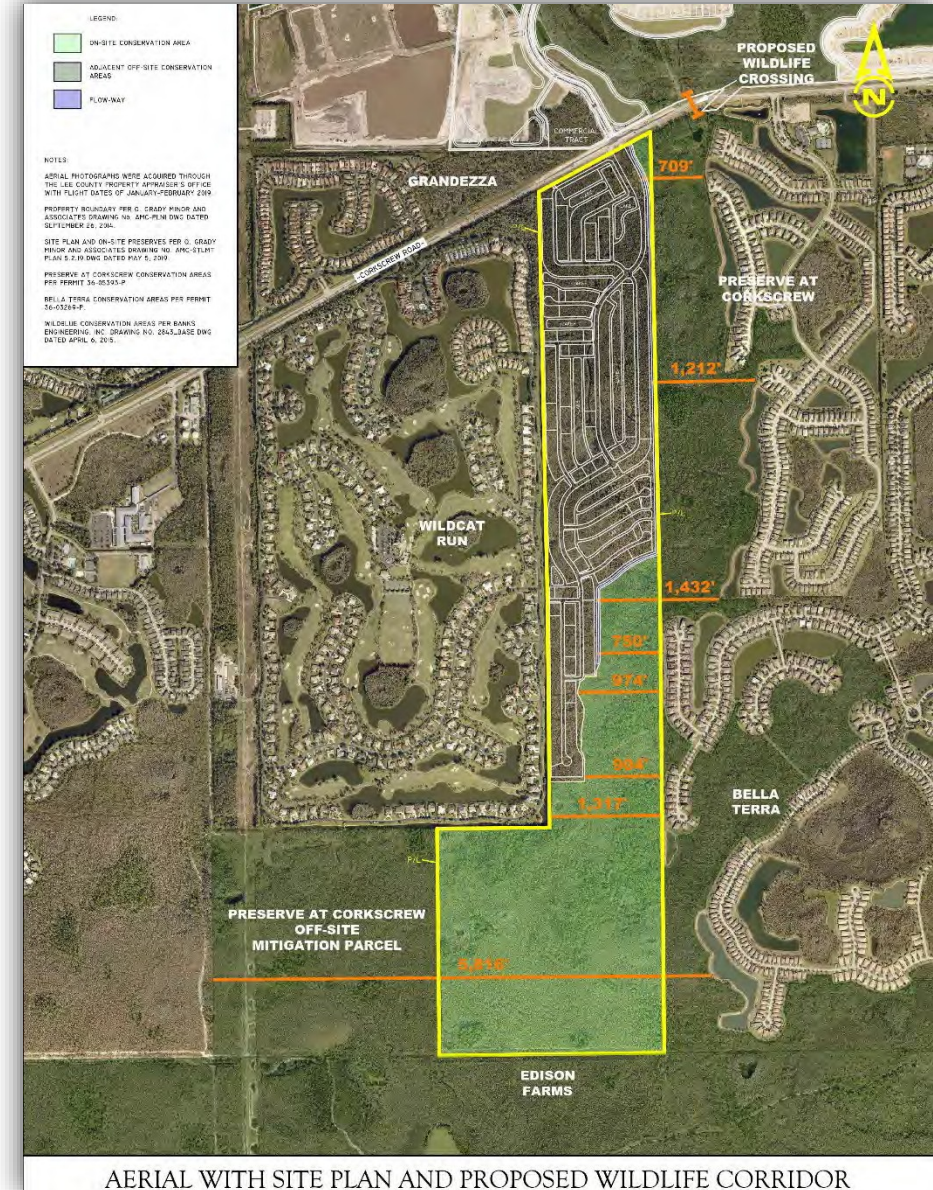 LEGEND:
ON-SITE CONSERVATION AREA
ADJACENT OFF-SITE CONSERVATION
AREAS
FLOW-WAY
NOTES:
AERIAL PHOTOGRAPHS WERE ACQUIRED THROUGH
THE LEE COUNTY PROPERTY APPRAISER'S OFFICE
WITH FLIGHT DATES OF JANUARY-FEBRUARY 2019
PROPERTY BOUNDARY PER Q. GRADY MINOR AND
ASSOCIATES DRAWING No. AMC-PLN1.DWG DATED
SEPTEMBER 26, 2014.
SITE PLAN AND ON-SITE PRESERVES PER Q. GRADY
MINOR AND ASSOCIATES DRAWING NO. AMC-STLMT
PLAN 5.2.19.DWG DATED MAY 5, 2019.
PRESERVE AT CORKSCREW CONSERVATION AREAS
PER PERMIT 36-05393-P
BELLA TERRA CONSERVATION AREAS PER PERMIT
36-03269-P.
WILDBLUE CONSERVATION AREAS PER BANKS
ENGINEERING, INC. DRAWING NO. 2843_BASE DWG
DATED APRIL 6, 2015.
PROPOSED
WILDLIFE
CROSSING
N
COMMERCIAL
TRACT
GRANDEZZA
709'
-CORKSCREW ROAD-
PRESERVE AT
CORKSCREW
1,212'
WILDCAT
RUN
P/L
1,432'
974'
BELLA
TERRA
1,317'
P/L
PRESERVE AT CORKSCREW
OFF-SITE
MITIGATION PARCEL
EDISON
FARMS
AERIAL WITH SITE PLAN AND PROPOSED WILDLIFE CORRIDOR